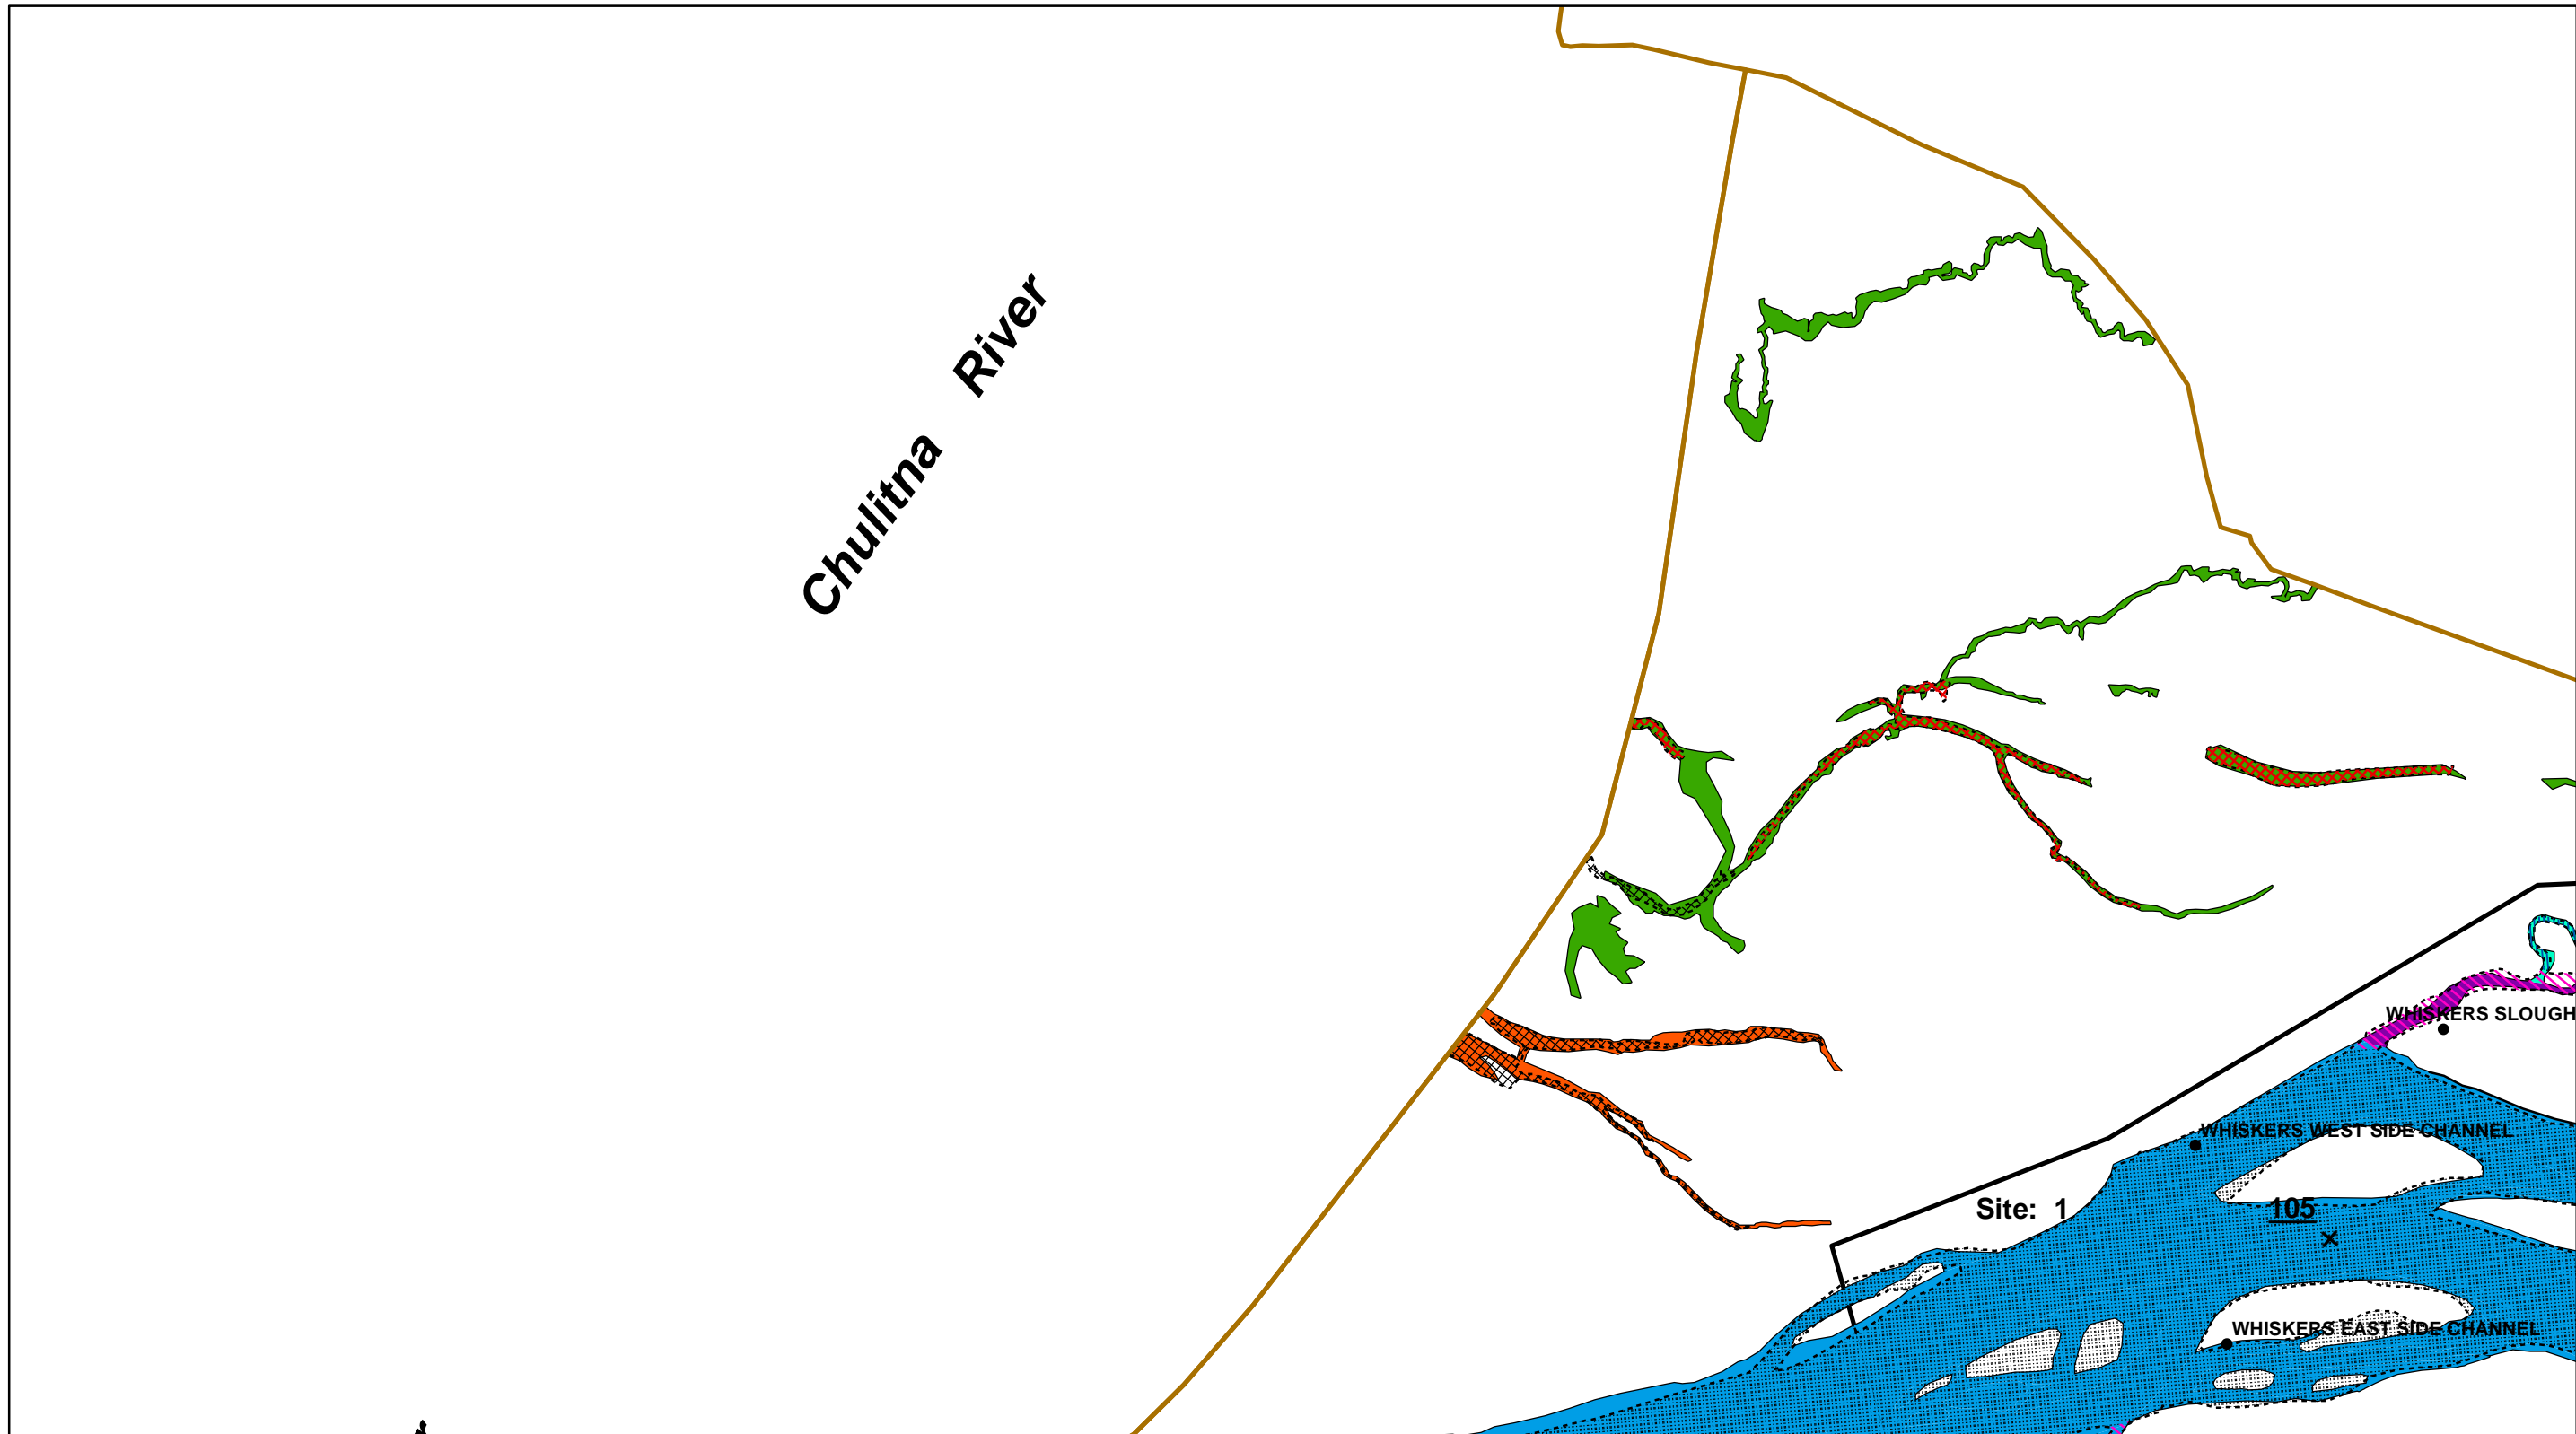 Chulitna River
WHISKERS SLOUGH
WHISKERS WEST SIDE CHANNEL
Site: 1
105
WHISKERS EAST SIDE CHANNEL